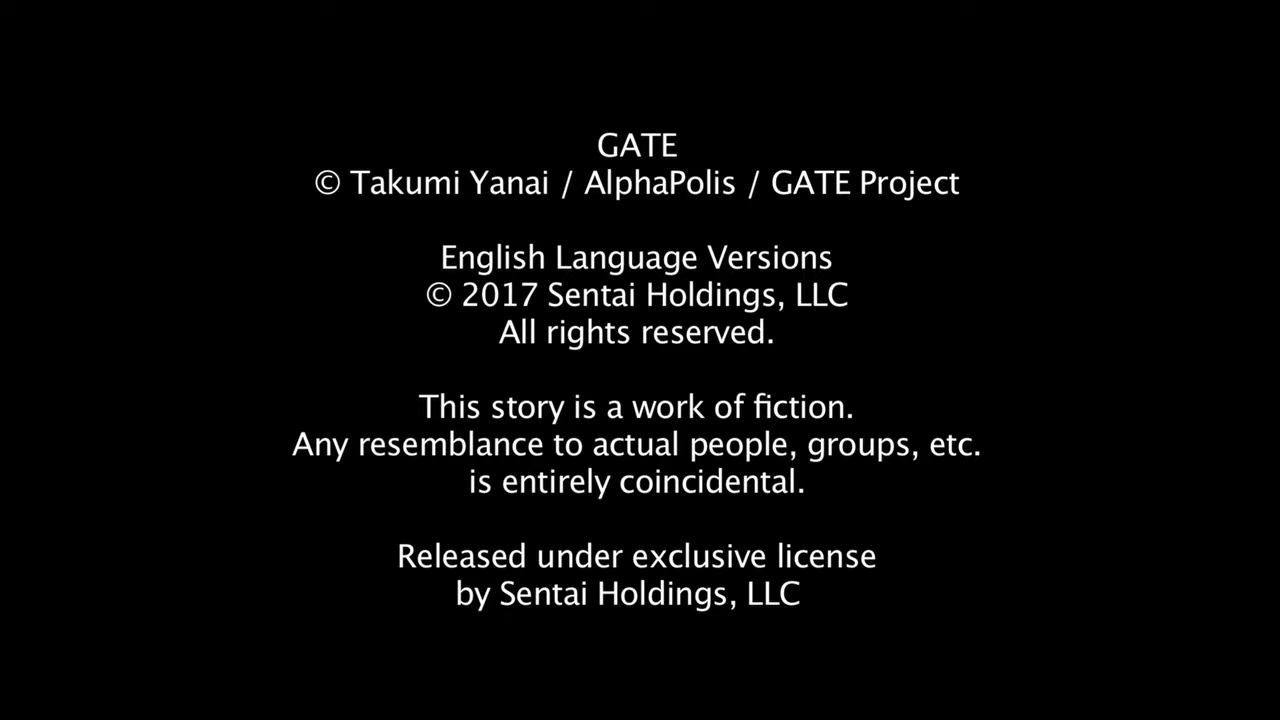 GATE
© Takumi Yanai / AlphaPolis / GATE Project
English Language Versions
© 2017 Sentai Holdings, LLC
All rights reserved.
This story is a work of fiction.
Any resemblance to actual people, groups, etc.
is entirely coincidental.
Released under exclusive license
by Sentai Holdings, LLC